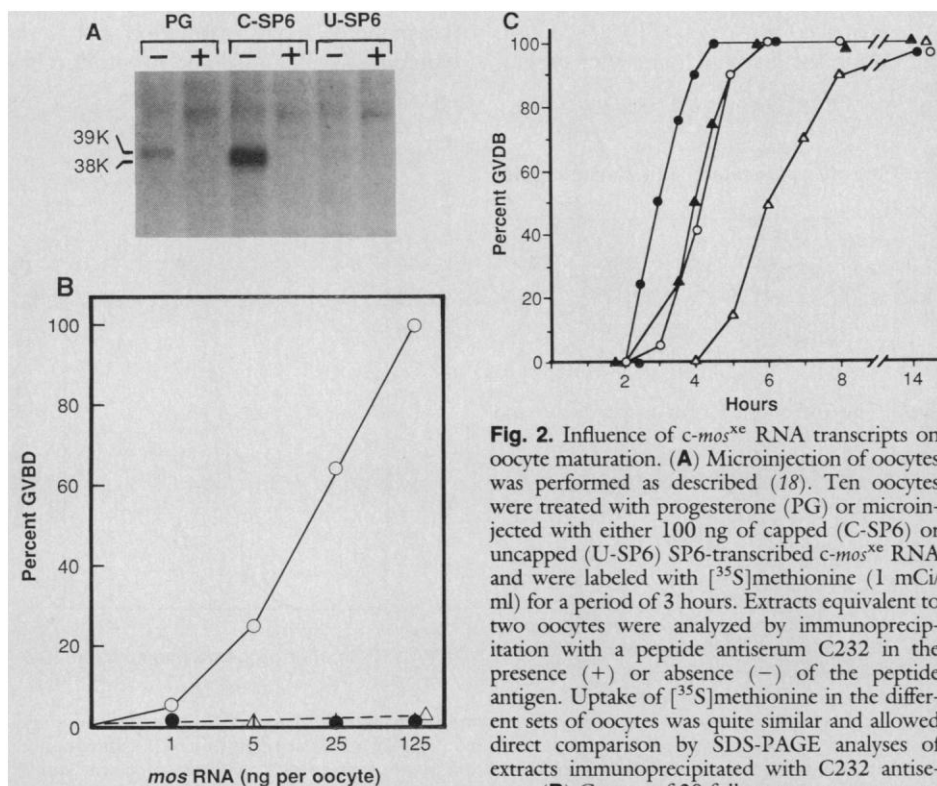 A
PG C-SP6 U-SP6
− + − + − +
39K
38K
B
Percent GVBD
100
80
60
40
20
0
1 5 25 125
mos RNA (ng per oocyte)
C
Percent GVDB
100
80
60
40
20
0
2 4 6 8 14
Hours
Fig. 2. Influence of c-mosxe RNA transcripts on
oocyte maturation. (A) Microinjection of oocytes
was performed as described (18). Ten oocytes
were treated with progesterone (PG) or microin-
jected with either 100 ng of capped (C-SP6) or
uncapped (U-SP6) SP6-transcribed c-mosxe RNA
and were labeled with [35S]methionine (1 mCi/
ml) for a period of 3 hours. Extracts equivalent to
two oocytes were analyzed by immunoprecip-
itation with a peptide antiserum C232 in the
presence (+) or absence (−) of the peptide
antigen. Uptake of [35S]methionine in the differ-
ent sets of oocytes was quite similar and allowed
direct comparison by SDS-PAGE analyses of
extracts immunoprecipitated with C232 antise-